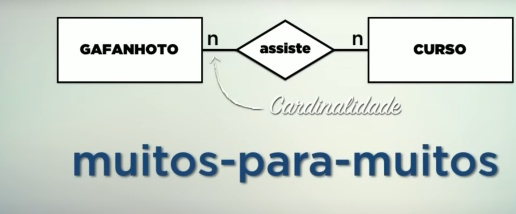 GAFANHOTO n assiste n CURSO
Cardinalidade
muitos-para-muitos